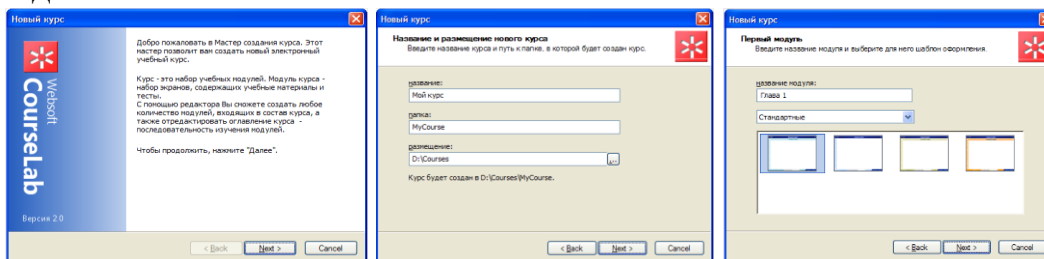 Новый курс
Websoft
CourseLab
Версия 2.0
Добро пожаловать в Мастер создания курса. Этот
мастер позволит вам создать новый электронный
учебный курс.
Курс - это набор учебных модулей. Модуль курса -
набор экранов, содержащих учебные материалы и
тесты.
С помощью редактора Вы сможете создать любое
количество модулей, входящих в состав курса, а
также отредактировать оглавление курса -
последовательность изучения модулей.
Чтобы продолжить, нажмите "Далее".
< Back
Next >
Cancel
Новый курс
Название и размещение нового курса
Введите название курса и путь к папке, в которой будет создан курс.
название:
Мой курс
папка:
MyCourse
размещение:
D:\Courses
...
Курс будет создан в D:\Courses\MyCourse.
< Back
Next >
Cancel
Новый курс
Первый модуль
Введите название модуля и выберите для него шаблон оформления.
название модуля:
Глава 1
Стандартные
< Back
Next >
Cancel